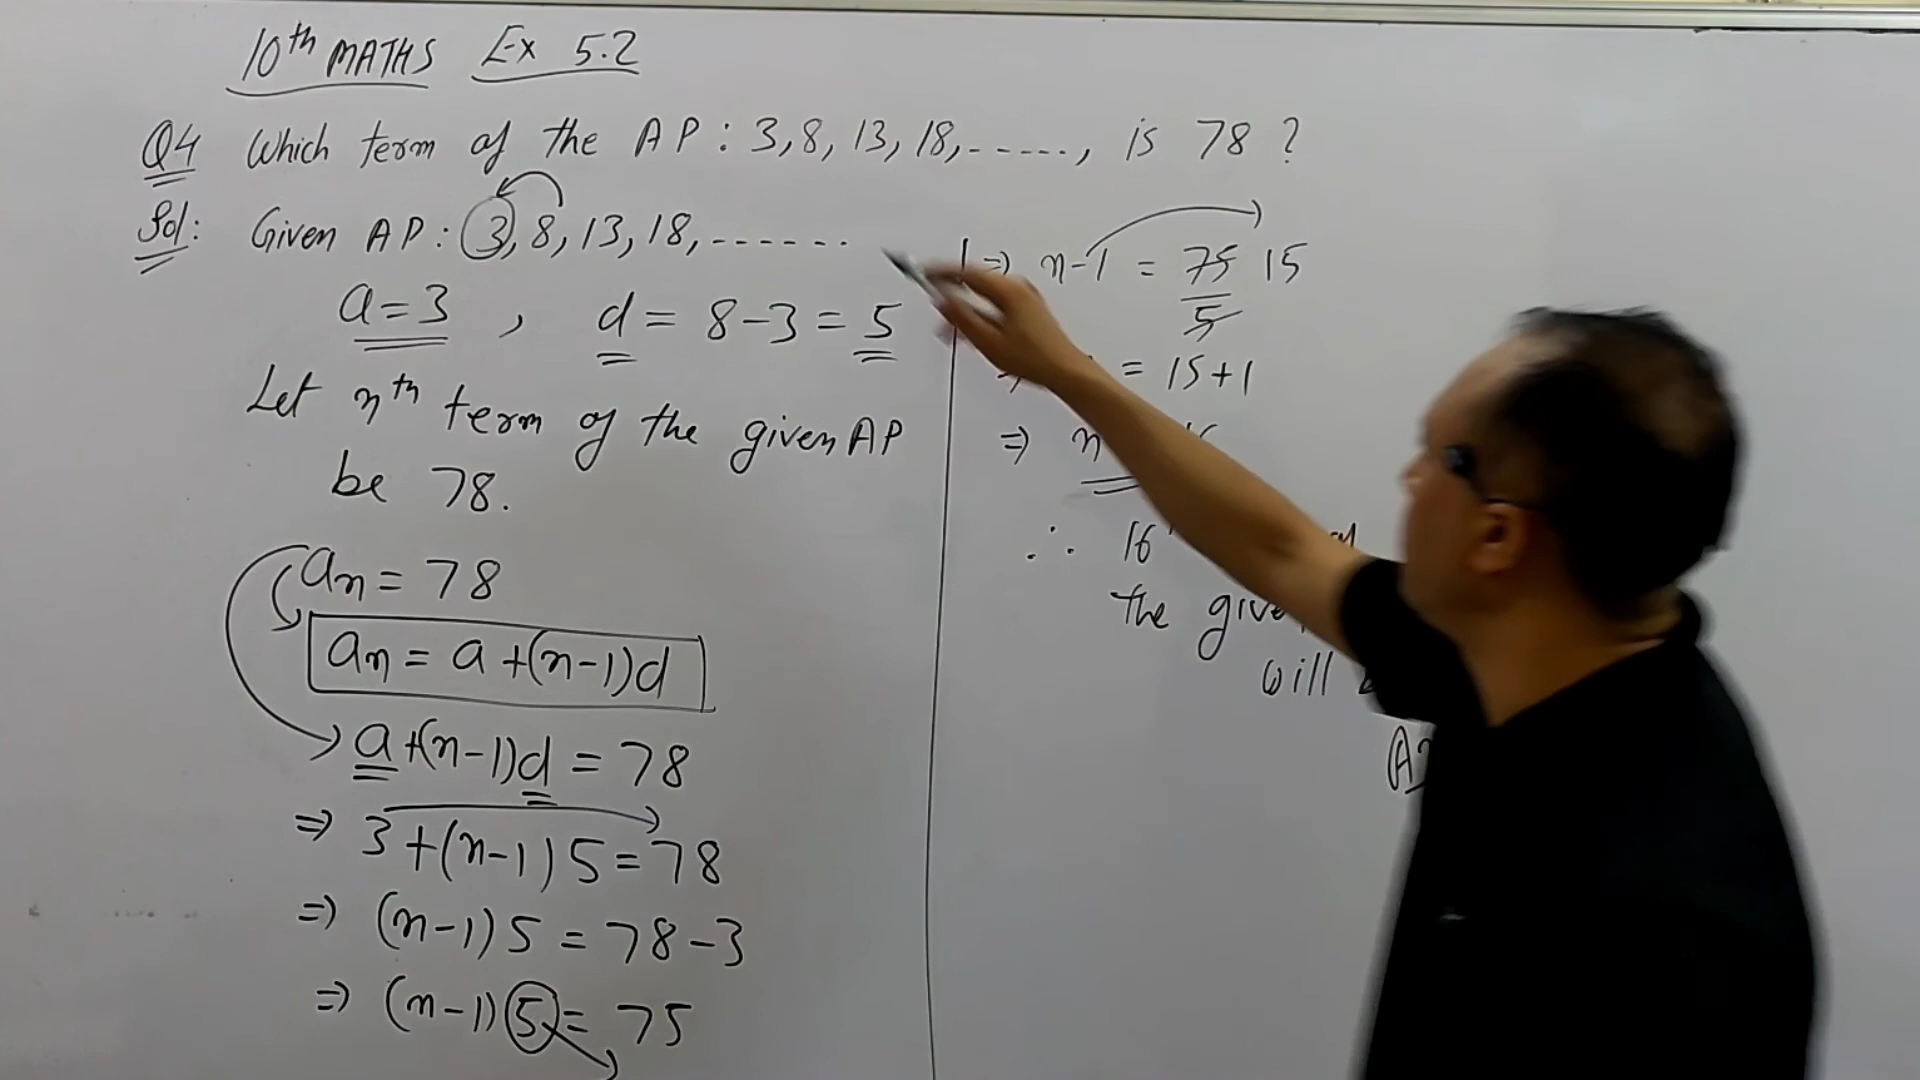 10th MATHS Ex 5.2
Q4 Which term of the AP : 3, 8, 13, 18, -----, is 78 ?
Sol: Given AP : 3, 8, 13, 18, ------
a = 3 , d = 8-3 = 5
Let nth term of the given AP
be 78.
an = 78
an = a+(n-1)d
a+(n-1)d = 78
⇒ 3+(n-1)5 = 78
⇒ (n-1)5 = 78-3
⇒ (n-1)5 = 75
⇒ n-1 = 75/5 15
⇒ = 15+1
⇒ n
∴ 16
the
will